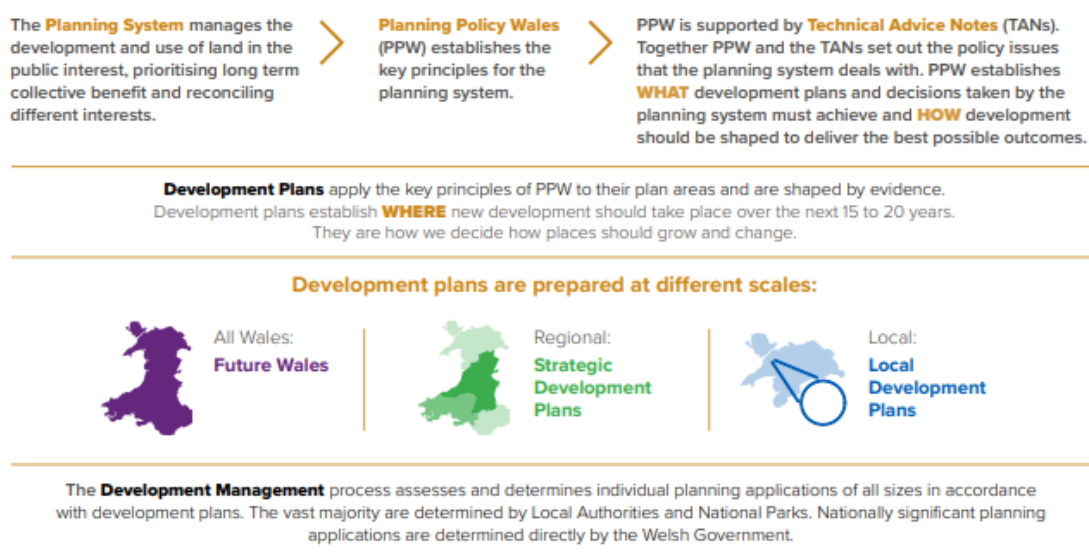 The Planning System manages the
development and use of land in the
public interest, prioritising long term
collective benefit and reconciling
different interests.
Planning Policy Wales
(PPW) establishes the
key principles for the
planning system.
PPW is supported by Technical Advice Notes (TANs).
Together PPW and the TANs set out the policy issues
that the planning system deals with. PPW establishes
WHAT development plans and decisions taken by the
planning system must achieve and HOW development
should be shaped to deliver the best possible outcomes.
Development Plans apply the key principles of PPW to their plan areas and are shaped by evidence.
Development plans establish WHERE new development should take place over the next 15 to 20 years.
They are how we decide how places should grow and change.
Development plans are prepared at different scales:
All Wales:
Future Wales
Regional:
Strategic
Development
Plans
Local:
Local
Development
Plans
The Development Management process assesses and determines individual planning applications of all sizes in accordance
with development plans. The vast majority are determined by Local Authorities and National Parks. Nationally significant planning
applications are determined directly by the Welsh Government.